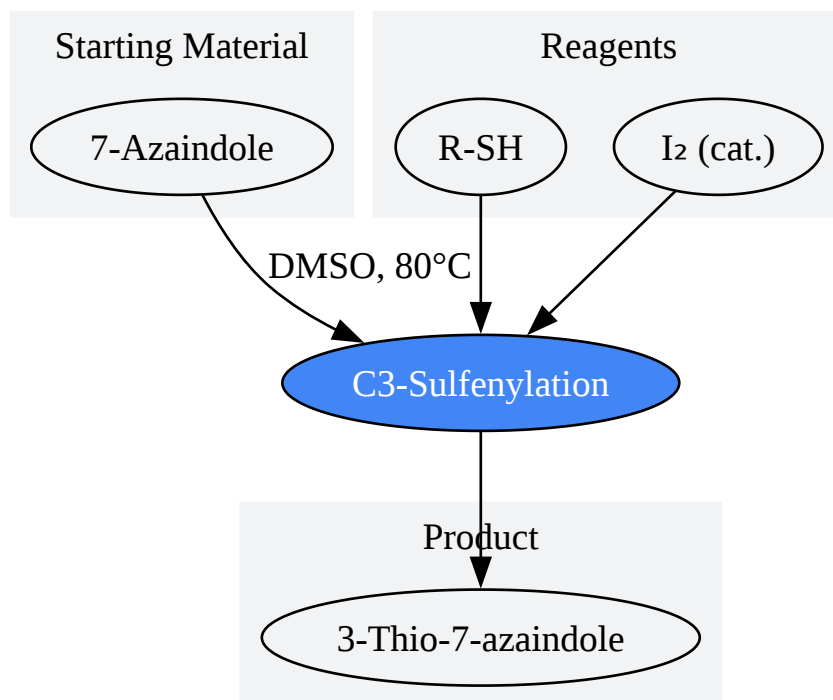 Starting Material
Reagents
7-Azaindole
R-SH
I₂ (cat.)
DMSO, 80°C
C3-Sulfenylation
Product
3-Thio-7-azaindole